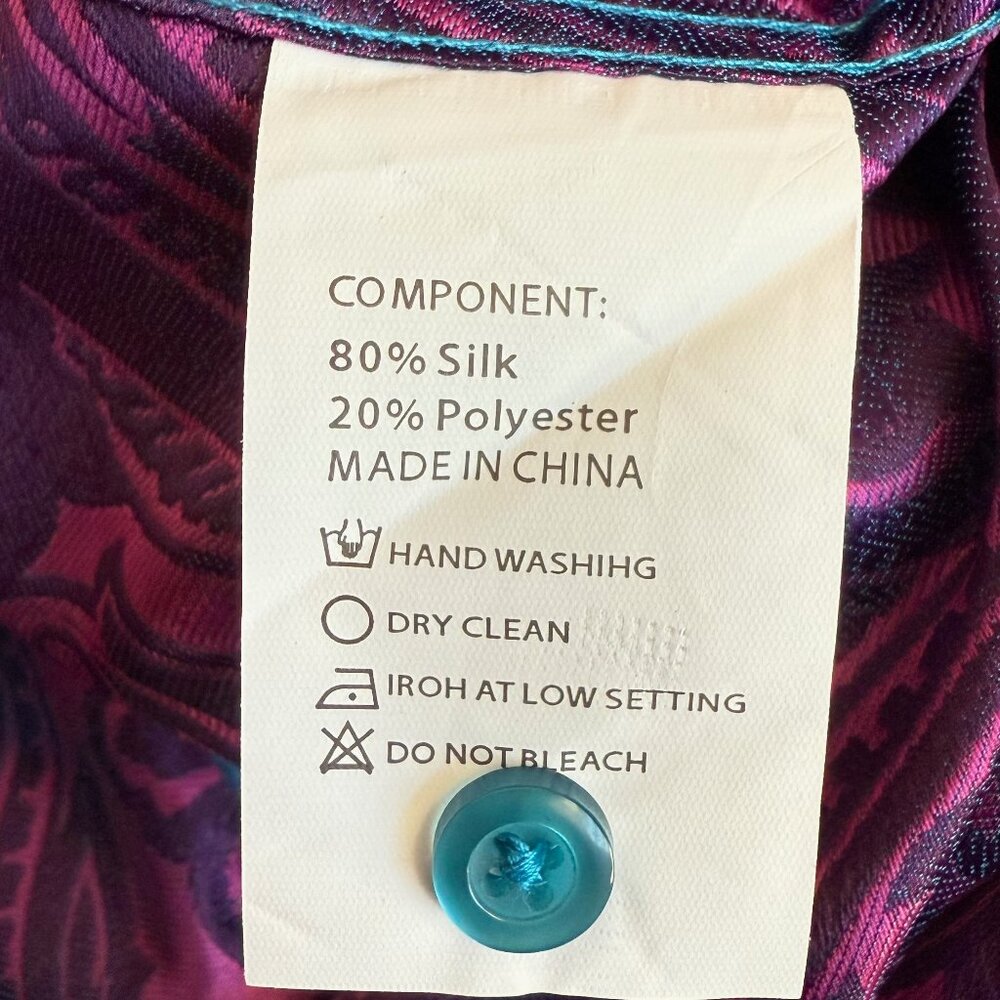 COMPONENT:
80% Silk
20% Polyester
MADE IN CHINA
HAND WASHIHG
DRY CLEAN
IROH AT LOW SETTING
DO NOT BLEACH